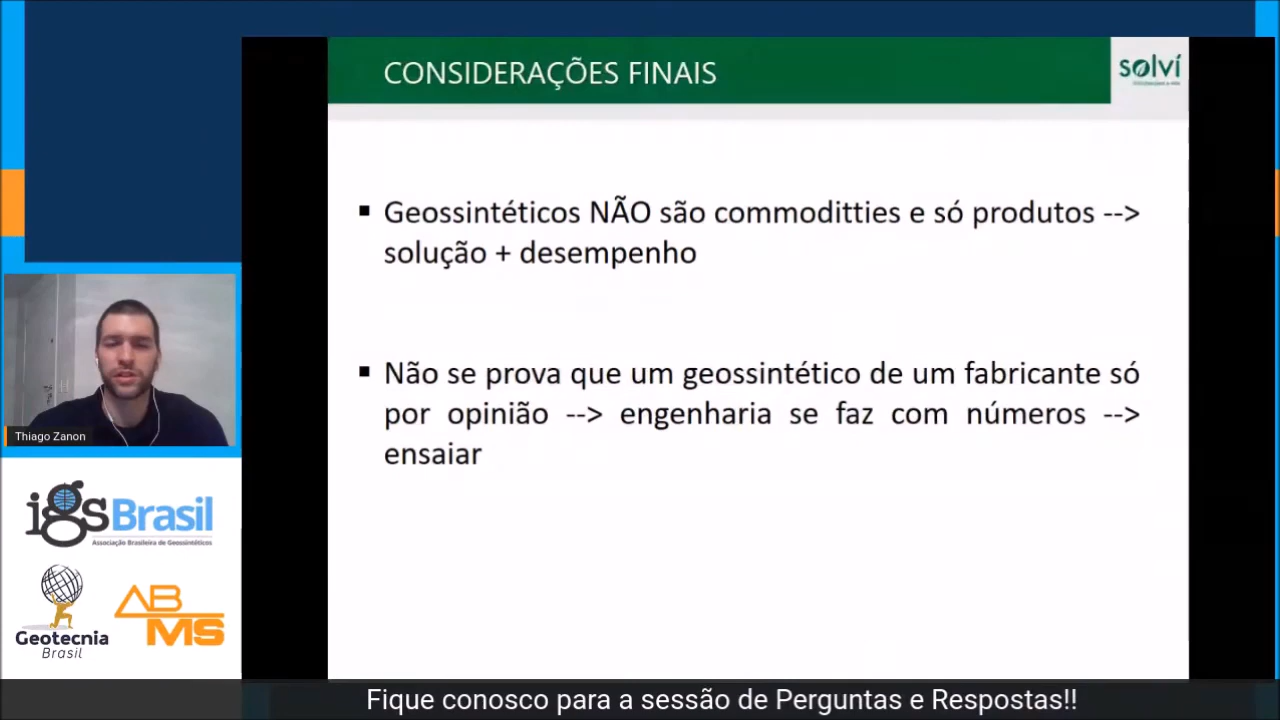 CONSIDERAÇÕES FINAIS
solví
▪ Geossintéticos NÃO são commoditties e só produtos -->
solução + desempenho
▪ Não se prova que um geossintético de um fabricante só
por opinião --> engenharia se faz com números -->
ensaiar
Thiago Zanon
igsBrasil
Associação Brasileira de Geossintéticos
Geotecnia
Brasil
ABMS
Fique conosco para a sessão de Perguntas e Respostas!!